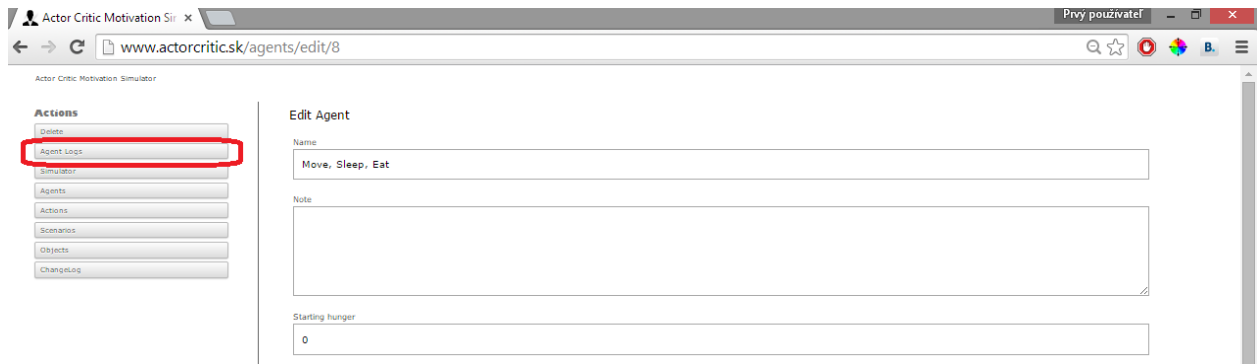 Actor Critic Motivation Sir
Prvý používateľ
www.actorcritic.sk/agents/edit/8
B.
Actor Critic Motivation Simulator
Actions
Delete
Agent Logs
Simulator
Agents
Actions
Scenarios
Objects
ChangeLog
Edit Agent
Name
Move, Sleep, Eat
Note
Starting hunger
0